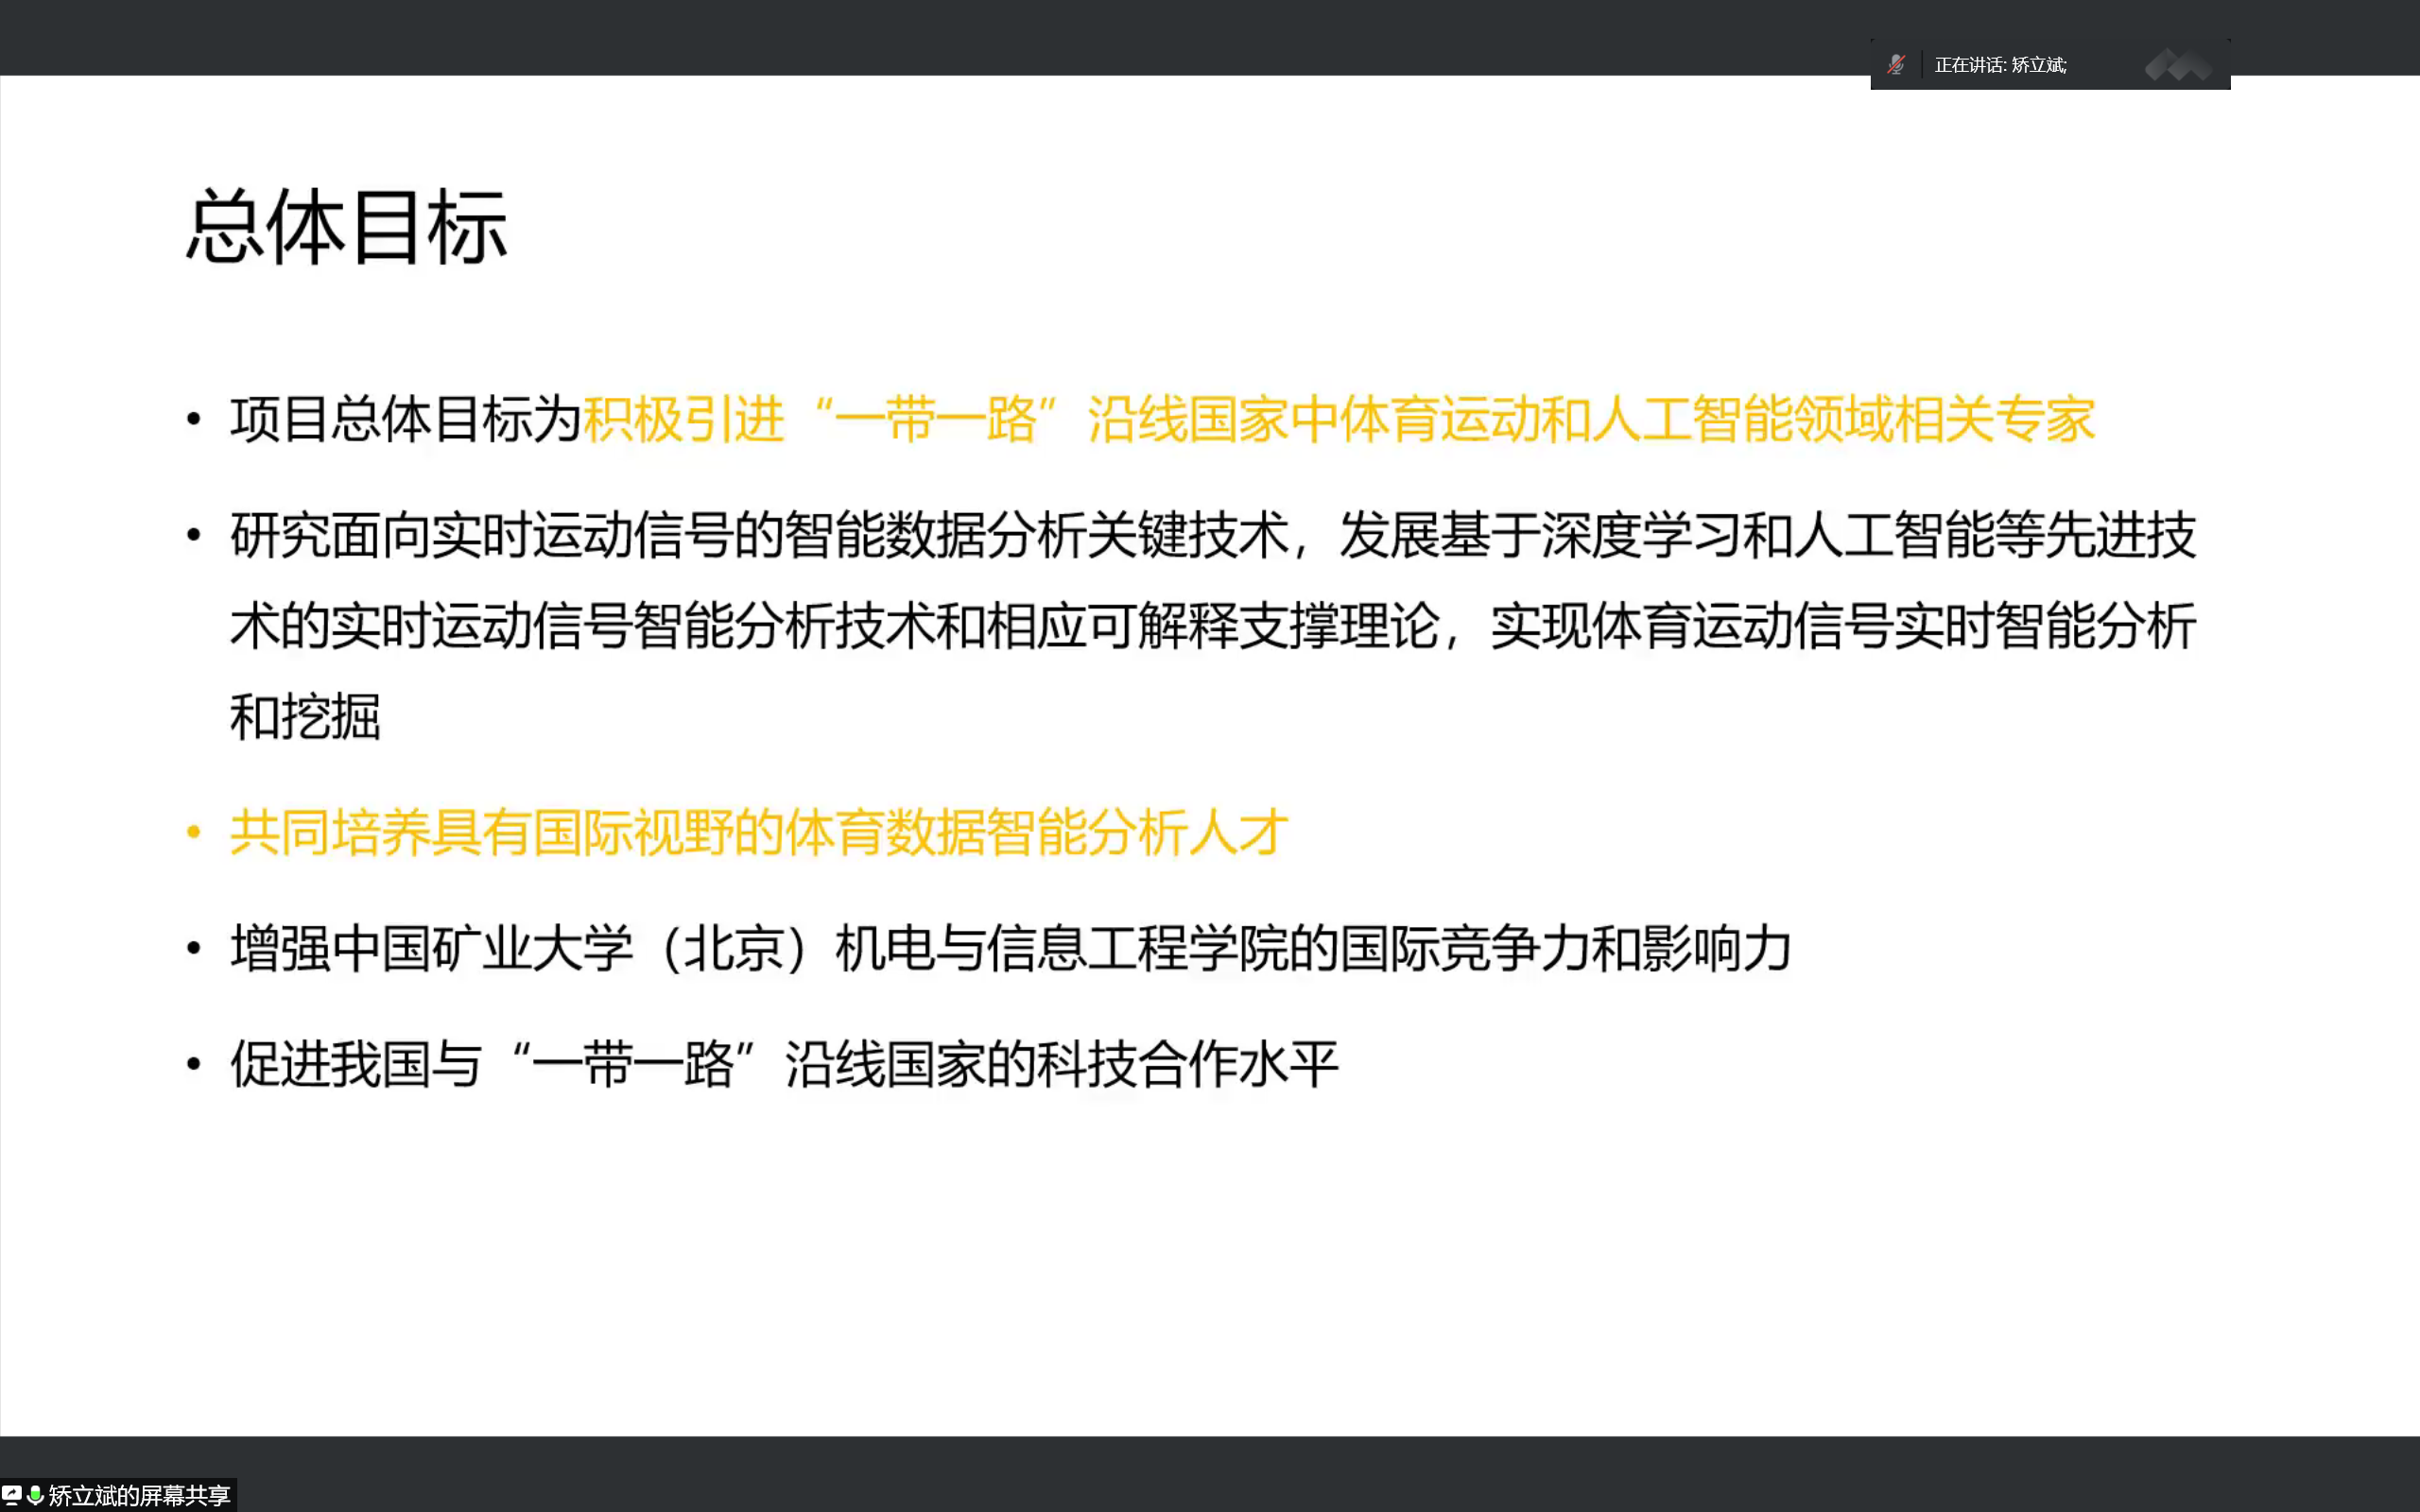 正在讲话: 矫立斌;
总体目标
• 项目总体目标为积极引进“一带一路”沿线国家中体育运动和人工智能领域相关专家
• 研究面向实时运动信号的智能数据分析关键技术，发展基于深度学习和人工智能等先进技
术的实时运动信号智能分析技术和相应可解释支撑理论，实现体育运动信号实时智能分析
和挖掘
• 共同培养具有国际视野的体育数据智能分析人才
• 增强中国矿业大学（北京）机电与信息工程学院的国际竞争力和影响力
• 促进我国与“一带一路”沿线国家的科技合作水平
矫立斌的屏幕共享